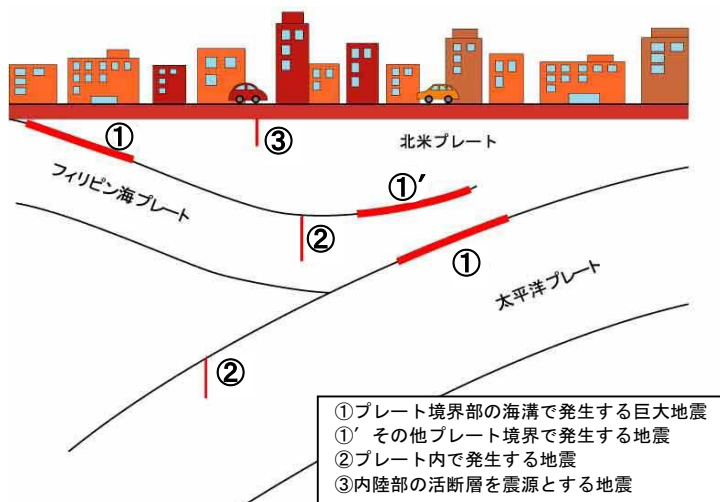 ①
③
北米プレート
フィリピン海プレート
①′
②
①
太平洋プレート
②
①プレート境界部の海溝で発生する巨大地震
①′ その他プレート境界で発生する地震
②プレート内で発生する地震
③内陸部の活断層を震源とする地震